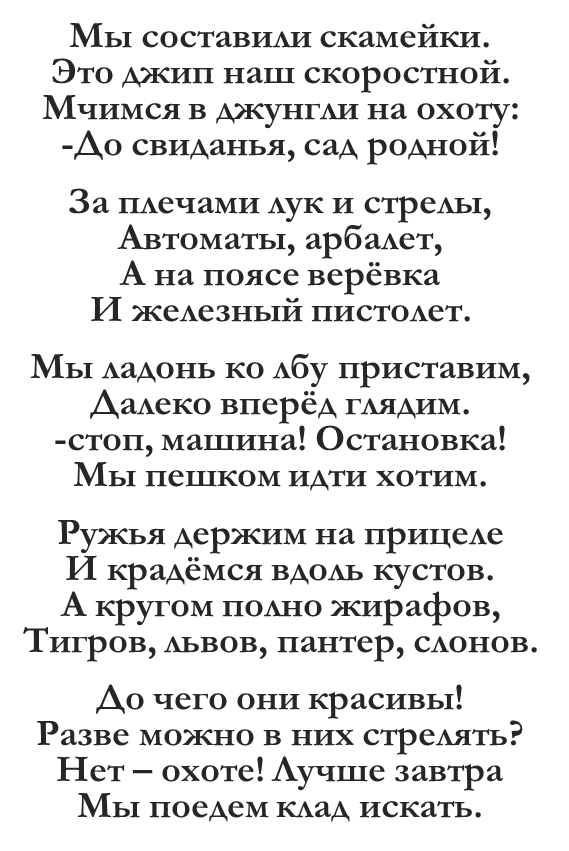 Мы составили скамейки.
Это джип наш скоростной.
Мчимся в джунгли на охоту:
-До свиданья, сад родной!
За плечами лук и стрелы,
Автоматы, арбалет,
А на поясе верёвка
И железный пистолет.
Мы ладонь ко лбу приставим,
Далеко вперёд глядим.
-стоп, машина! Остановка!
Мы пешком идти хотим.
Ружья держим на прицеле
И крадёмся вдоль кустов.
А кругом полно жирафов,
Тигров, львов, пантер, слонов.
До чего они красивы!
Разве можно в них стрелять?
Нет – охоте! Лучше завтра
Мы поедем клад искать.